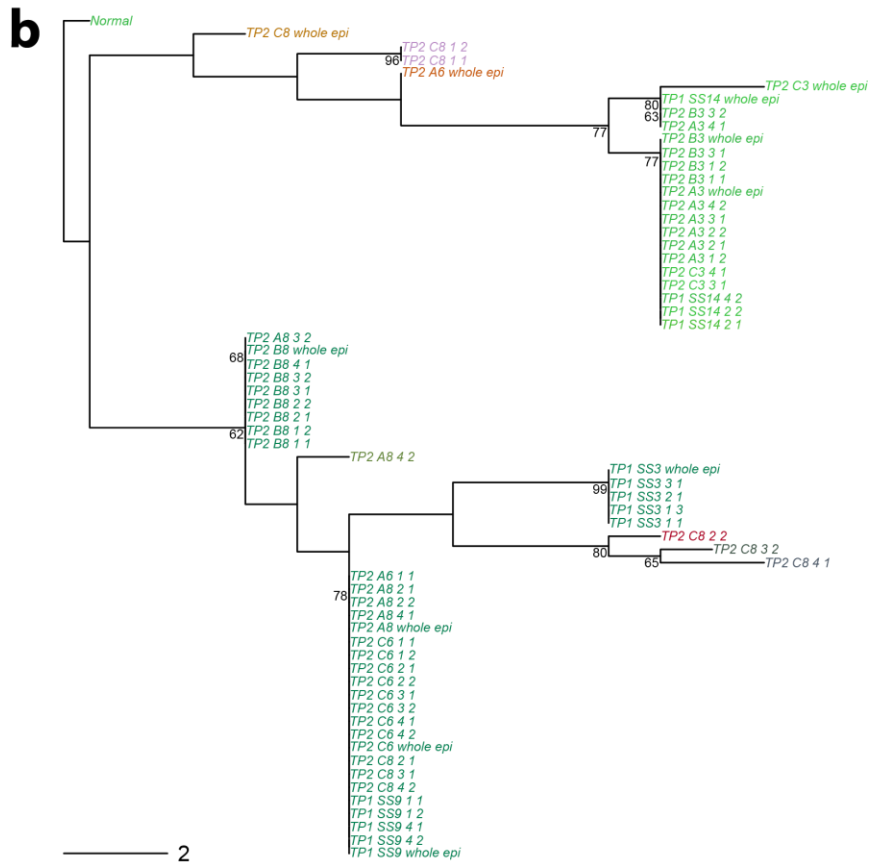 b
Normal
TP2 C8 whole epi
TP2 C8 1 2
96
TP2 C8 1 1
TP2 A6 whole epi
TP2 C3 whole epi
TP1 SS14 whole epi
80
TP2 B3 3 2
63
TP2 A3 4 1
77
TP2 B3 whole epi
TP2 B3 3 1
77
TP2 B3 1 2
TP2 B3 1 1
TP2 A3 whole epi
TP2 A3 4 2
TP2 A3 3 1
TP2 A3 2 2
TP2 A3 2 1
TP2 A3 1 2
TP2 C3 4 1
TP2 C3 3 1
TP1 SS14 4 2
TP1 SS14 2 2
TP1 SS14 2 1
TP2 A8 3 2
TP2 B8 whole epi
68
TP2 B8 4 1
TP2 B8 3 2
TP2 B8 3 1
TP2 B8 2 2
TP2 B8 2 1
TP2 B8 1 2
62
TP2 B8 1 1
TP2 A8 4 2
TP1 SS3 whole epi
TP1 SS3 3 1
99
TP1 SS3 2 1
TP1 SS3 1 3
TP1 SS3 1 1
TP2 C8 2 2
80
TP2 C8 3 2
65
TP2 C8 4 1
TP2 A6 1 1
TP2 A8 2 1
78
TP2 A8 2 2
TP2 A8 4 1
TP2 A8 whole epi
TP2 C6 1 1
TP2 C6 1 2
TP2 C6 2 1
TP2 C6 2 2
TP2 C6 3 1
TP2 C6 3 2
TP2 C6 4 1
TP2 C6 4 2
TP2 C6 whole epi
TP2 C8 2 1
TP2 C8 3 1
TP2 C8 4 2
TP1 SS9 1 1
TP1 SS9 1 2
TP1 SS9 4 1
TP1 SS9 4 2
TP1 SS9 whole epi
2